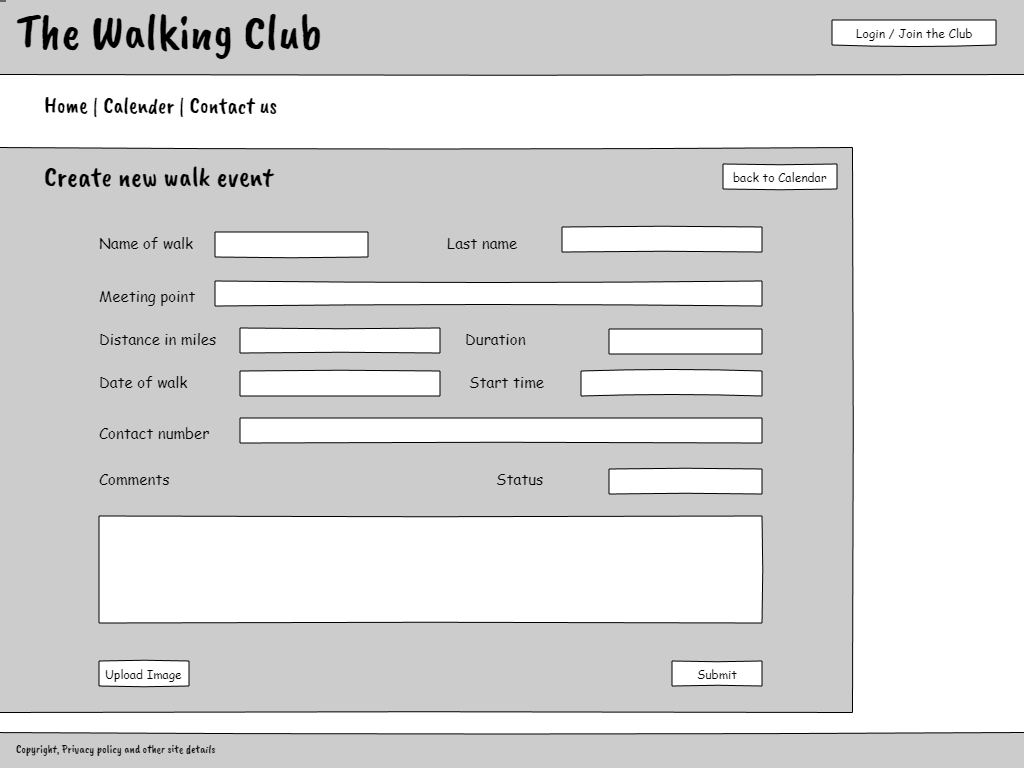 The Walking Club
Login / Join the Club
Home | Calender | Contact us
Create new walk event
back to Calendar
Name of walk
Last name
Meeting point
Distance in miles
Duration
Date of walk
Start time
Contact number
Comments
Status
Upload Image
Submit
Copyright, Privacy policy and other site details